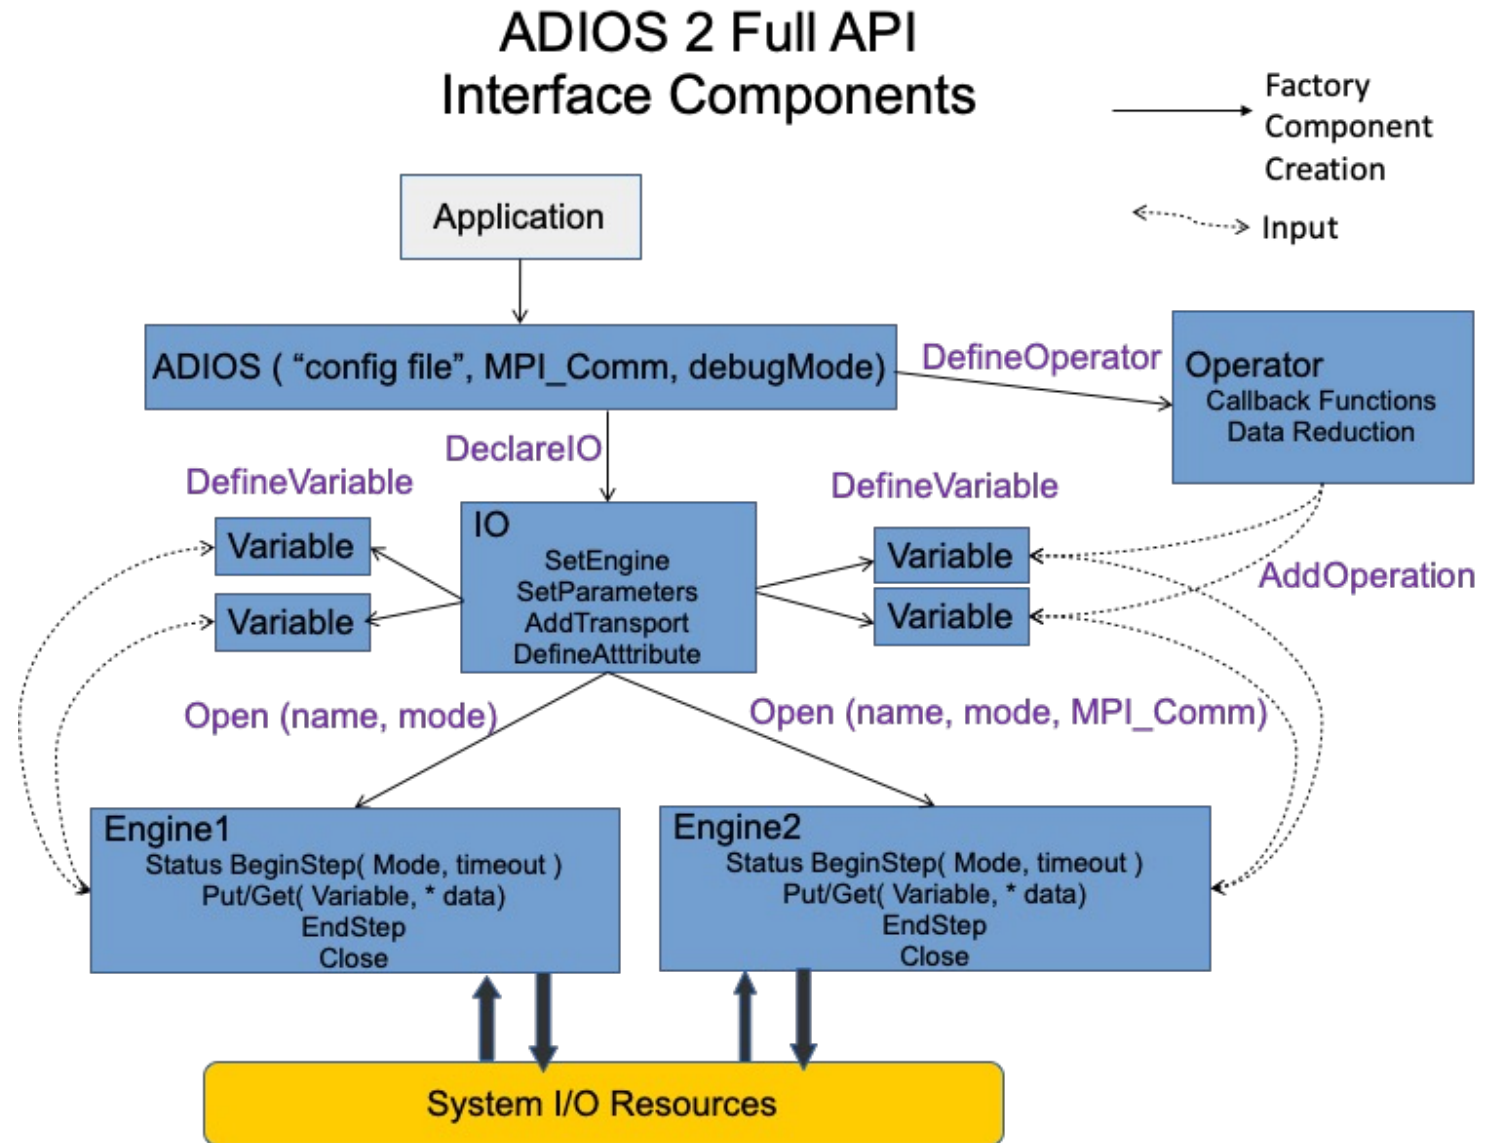 ADIOS 2 Full API
Interface Components
Factory
Component
Creation
Input
Application
ADIOS ( “config file”, MPI_Comm, debugMode)
DefineOperator
Operator
Callback Functions
Data Reduction
DeclareIO
DefineVariable
DefineVariable
Variable
Variable
IO
SetEngine
SetParameters
AddTransport
DefineAtttribute
Variable
Variable
AddOperation
Open (name, mode)
Open (name, mode, MPI_Comm)
Engine1
Status BeginStep( Mode, timeout )
Put/Get( Variable, * data)
EndStep
Close
Engine2
Status BeginStep( Mode, timeout )
Put/Get( Variable, * data)
EndStep
Close
System I/O Resources